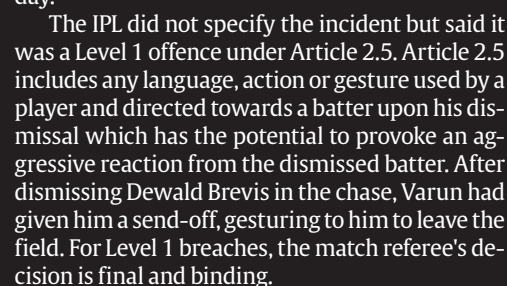 day.
The IPL did not specify the incident but said it
was a Level 1 offence under Article 2.5. Article 2.5
includes any language, action or gesture used by a
player and directed towards a batter upon his dis-
missal which has the potential to provoke an ag-
gressive reaction from the dismissed batter. After
dismissing Dewald Brevis in the chase, Varun had
given him a send-off, gesturing to him to leave the
field. For Level 1 breaches, the match referee's de-
cision is final and binding.